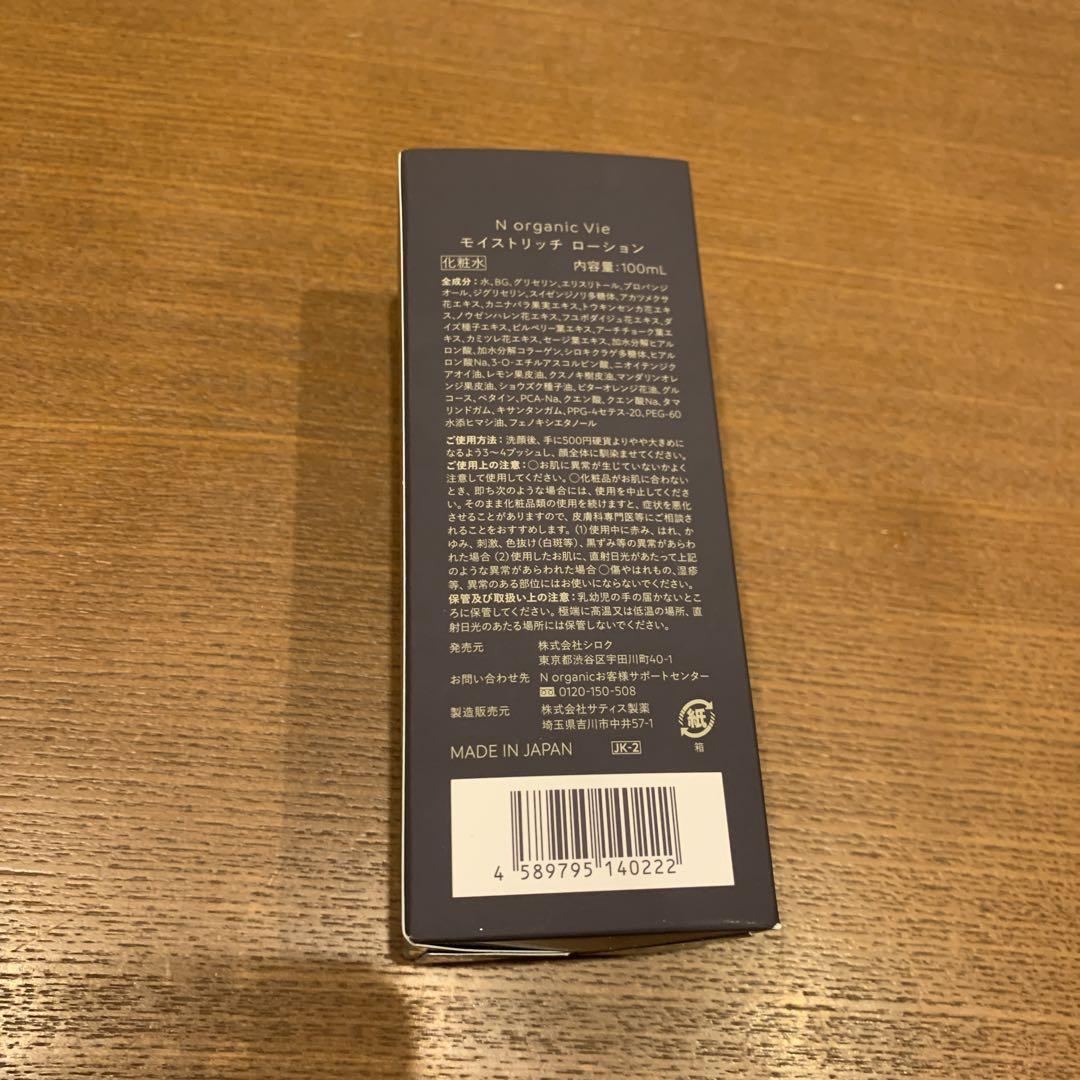 N organic Vie
モイストリッチ ローション
化粧水 内容量:100mL
全成分:水、BG、グリセリン、エリスリトール、プロパンジ
オール、ジグリセリン、スイゼンジノリ多糖体、アカツメクサ
花エキス、カニナバラ果実エキス、トウキンセンカ花エキ
ス、ノウゼンハレン花エキス、フユボダイジュ花エキス、ダ
イズ種子エキス、ビルベリー葉エキス、アーチチョーク葉エ
キス、カミツレ花エキス、セージ葉エキス、加水分解ヒアル
ロン酸、加水分解コラーゲン、シロキクラゲ多糖体、ヒアル
ロン酸Na、3-O-エチルアスコルビン酸、ニオイテンジク
アオイ油、レモン果皮油、クスノキ樹皮油、マンダリンオレ
ンジ果皮油、ショウズク種子油、ビターオレンジ花油、グル
コース、ベタイン、PCA-Na、クエン酸、クエン酸Na、タマ
リンドガム、キサンタンガム、PPG-4セテス-20、PEG-60
水添ヒマシ油、フェノキシエタノール
ご使用方法:洗顔後、手に500円硬貨よりやや大きめに
なるよう3〜4プッシュし、顔全体に馴染ませてください。
ご使用上の注意:○お肌に異常が生じていないかよく
注意して使用してください。○化粧品がお肌に合わない
とき、即ち次のような場合には、使用を中止してくださ
い。そのまま化粧品類の使用を続けますと、症状を悪化
させることがありますので、皮膚科専門医等にご相談さ
れることをおすすめします。(1)使用中に赤み、はれ、か
ゆみ、刺激、色抜け(白斑等)、黒ずみ等の異常があらわ
れた場合 (2)使用したお肌に、直射日光があたって上記
のような異常があらわれた場合 ○傷やはれもの、湿疹
等、異常のある部位にはお使いにならないでください。
保管及び取扱い上の注意:乳幼児の手の届かないとこ
ろに保管してください。極端に高温又は低温の場所、直
射日光のあたる場所には保管しないでください。
発売元 株式会社シロク
東京都渋谷区宇田川町40-1
お問い合わせ先 N organicお客様サポートセンター
0120-150-508
製造販売元 株式会社サティス製薬
埼玉県吉川市中井57-1
紙
箱
MADE IN JAPAN JK-2
4 589795 140222